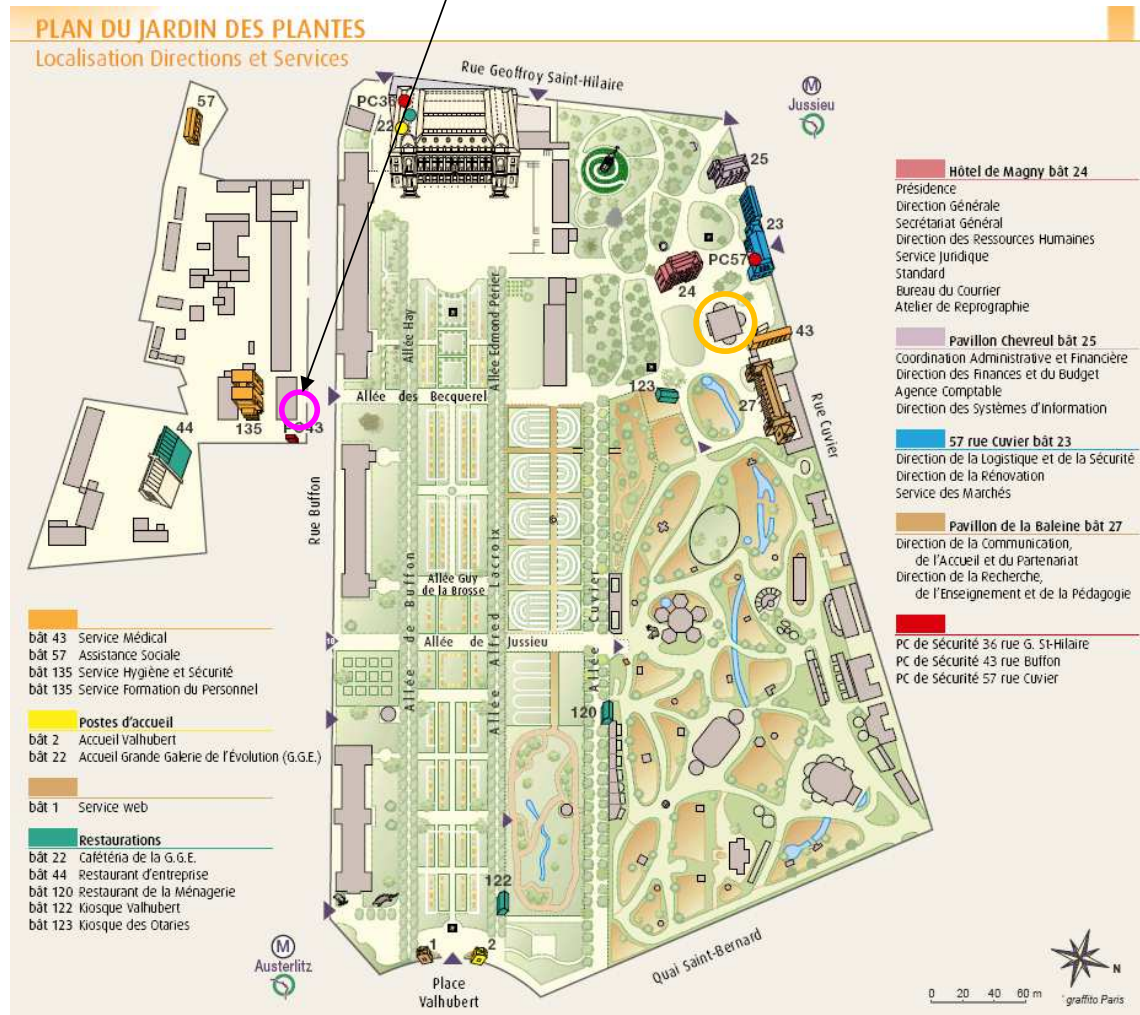 PLAN DU JARDIN DES PLANTES
Localisation Directions et Services
Rue Geoffroy Saint-Hilaire
M
Jussieu
57
PC36
22
25
23
PC57
24
43
123
27
Rue Cuvier
Allée Hay
Allée Edmond Périer
Allée des Becquerel
44
135
PC43
Rue Buffon
Allée de Buffon
Allée Alfred Lacroix
Allée Cuvier
Allée Guy
de la Brosse
Allée de Jussieu
18
120
122
1
2
Place
Valhubert
M
Austerlitz
Quai Saint-Bernard
Hôtel de Magny bât 24
Présidence
Direction Générale
Secrétariat Général
Direction des Ressources Humaines
Service Juridique
Standard
Bureau du Courrier
Atelier de Reprographie
Pavillon Chevreul bât 25
Coordination Administrative et Financière
Direction des Finances et du Budget
Agence Comptable
Direction des Systèmes d'Information
57 rue Cuvier bât 23
Direction de la Logistique et de la Sécurité
Direction de la Rénovation
Service des Marchés
Pavillon de la Baleine bât 27
Direction de la Communication,
de l'Accueil et du Partenariat
Direction de la Recherche,
de l'Enseignement et de la Pédagogie
PC de Sécurité 36 rue G. St-Hilaire
PC de Sécurité 43 rue Buffon
PC de Sécurité 57 rue Cuvier
bât 43 Service Médical
bât 57 Assistance Sociale
bât 135 Service Hygiène et Sécurité
bât 135 Service Formation du Personnel
Postes d'accueil
bât 2 Accueil Valhubert
bât 22 Accueil Grande Galerie de l'Évolution (G.G.E.)
bât 1 Service web
Restaurations
bât 22 Cafétéria de la G.G.E.
bât 44 Restaurant d'entreprise
bât 120 Restaurant de la Ménagerie
bât 122 Kiosque Valhubert
bât 123 Kiosque des Otaries
N
0 20 40 60 m
graffito Paris